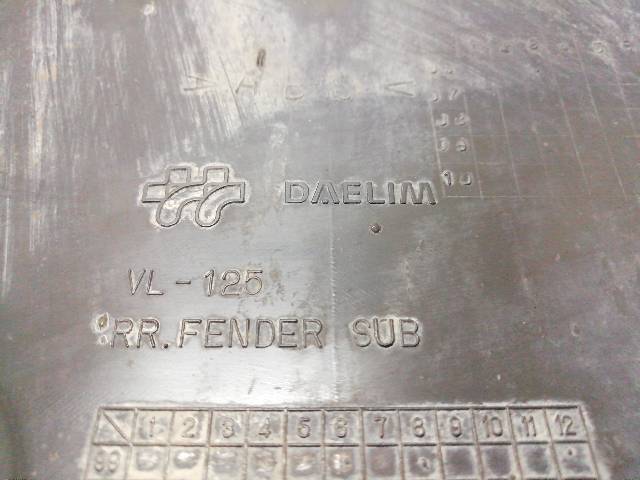 >ABS<
DAELIM
VL-125
RR.FENDER SUB
1 2 3 4 5 6 7 8 9 10 11 12
99